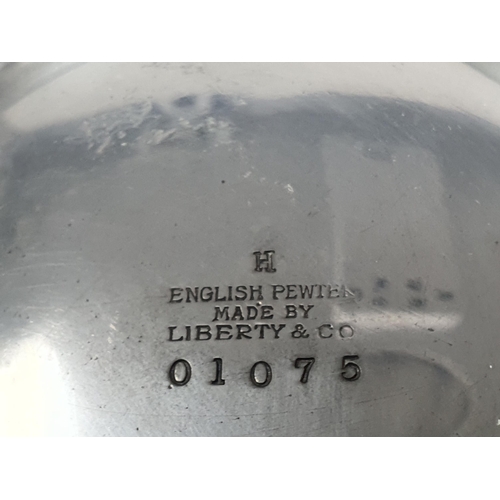 H
ENGLISH PEWTER
MADE BY
LIBERTY & CO
01075